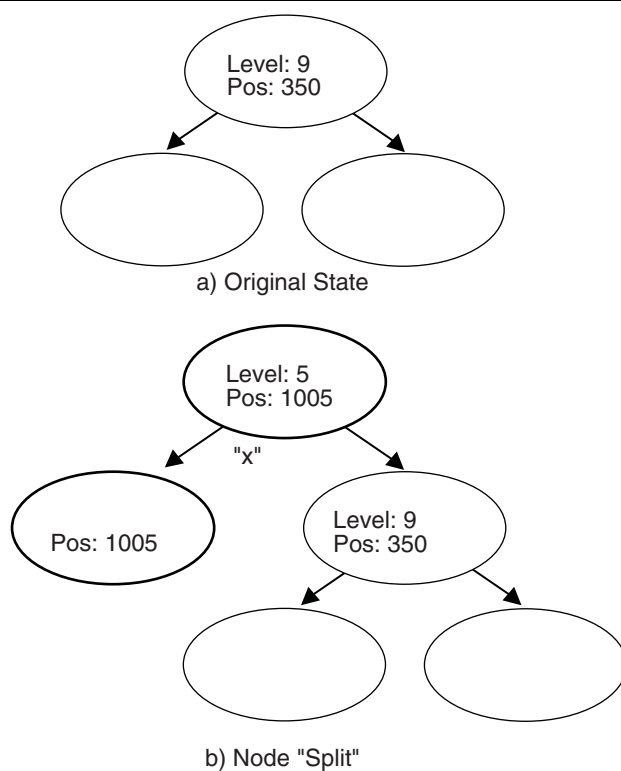 Level: 9
Pos: 350
a) Original State
Level: 5
Pos: 1005
"x"
Pos: 1005
Level: 9
Pos: 350
b) Node "Split"